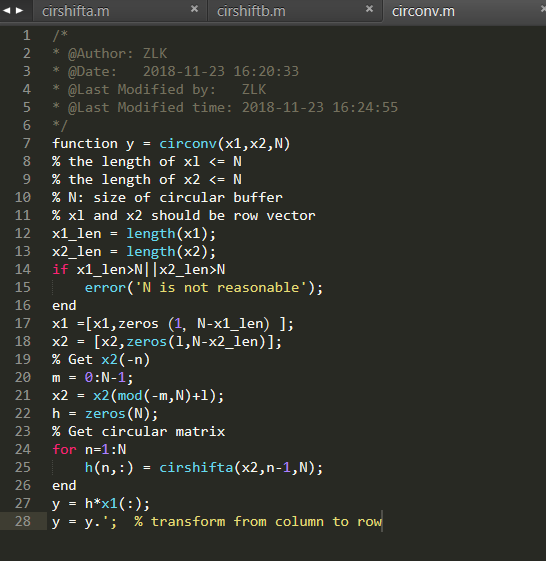 cirshifta.m × cirshiftb.m × circonv.m
1 /*
2 * @Author: ZLK
3 * @Date:   2018-11-23 16:20:33
4 * @Last Modified by:   ZLK
5 * @Last Modified time: 2018-11-23 16:24:55
6 */
7 function y = circonv(x1,x2,N)
8 % the length of xl <= N
9 % the length of x2 <= N
10 % N: size of circular buffer
11 % xl and x2 should be row vector
12 x1_len = length(x1);
13 x2_len = length(x2);
14 if x1_len>N||x2_len>N
15     error('N is not reasonable');
16 end
17 x1 =[x1,zeros (1, N-x1_len) ];
18 x2 = [x2,zeros(l,N-x2_len)];
19 % Get x2(-n)
20 m = 0:N-1;
21 x2 = x2(mod(-m,N)+l);
22 h = zeros(N);
23 % Get circular matrix
24 for n=1:N
25     h(n,:) = cirshifta(x2,n-1,N);
26 end
27 y = h*x1(:);
28 y = y.';  % transform from column to row